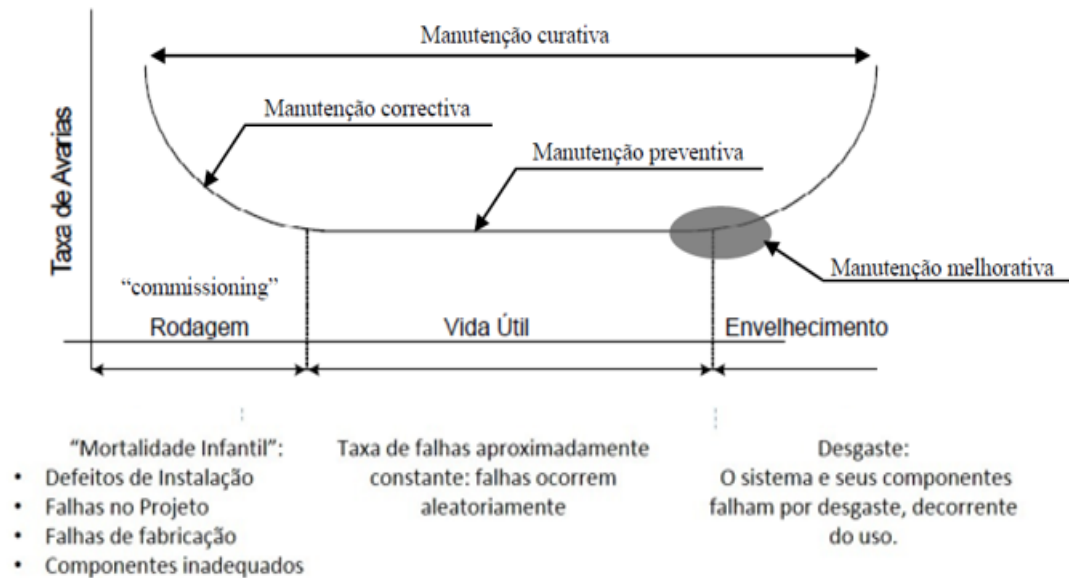 Manutenção curativa
Manutenção correctiva
Manutenção preventiva
Taxa de Avarias
Manutenção melhorativa
“commissioning”
Rodagem
Vida Útil
Envelhecimento
“Mortalidade Infantil”:
• Defeitos de Instalação
• Falhas no Projeto
• Falhas de fabricação
• Componentes inadequados
Taxa de falhas aproximadamente
constante: falhas ocorrem
aleatoriamente
Desgaste:
O sistema e seus componentes
falham por desgaste, decorrente
do uso.